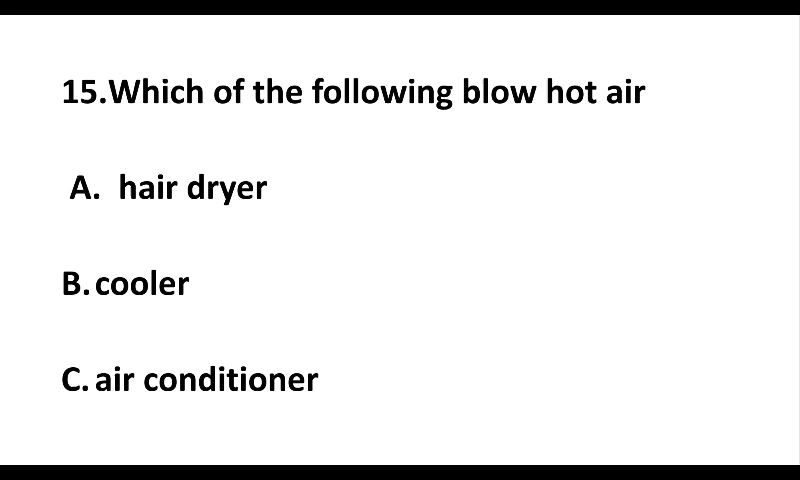 15.Which of the following blow hot air
A. hair dryer
B. cooler
C. air conditioner